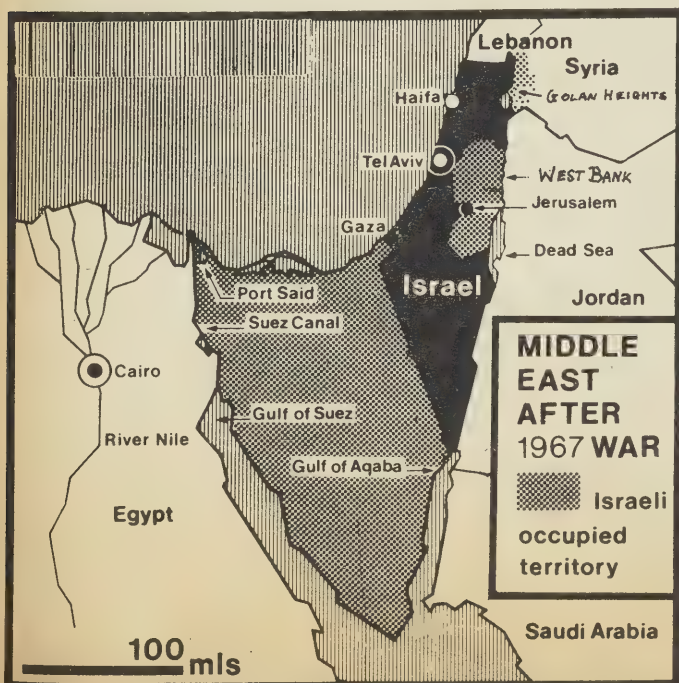 Lebanon
Syria
Haifa
GOLAN HEIGHTS
Tel Aviv
WEST BANK
Jerusalem
Gaza
Dead Sea
Israel
Port Said
Jordan
Suez Canal
MIDDLE
EAST
AFTER
1967 WAR
Israeli
occupied
territory
Cairo
Gulf of Suez
River Nile
Gulf of Aqaba
Egypt
Saudi Arabia
100 mls